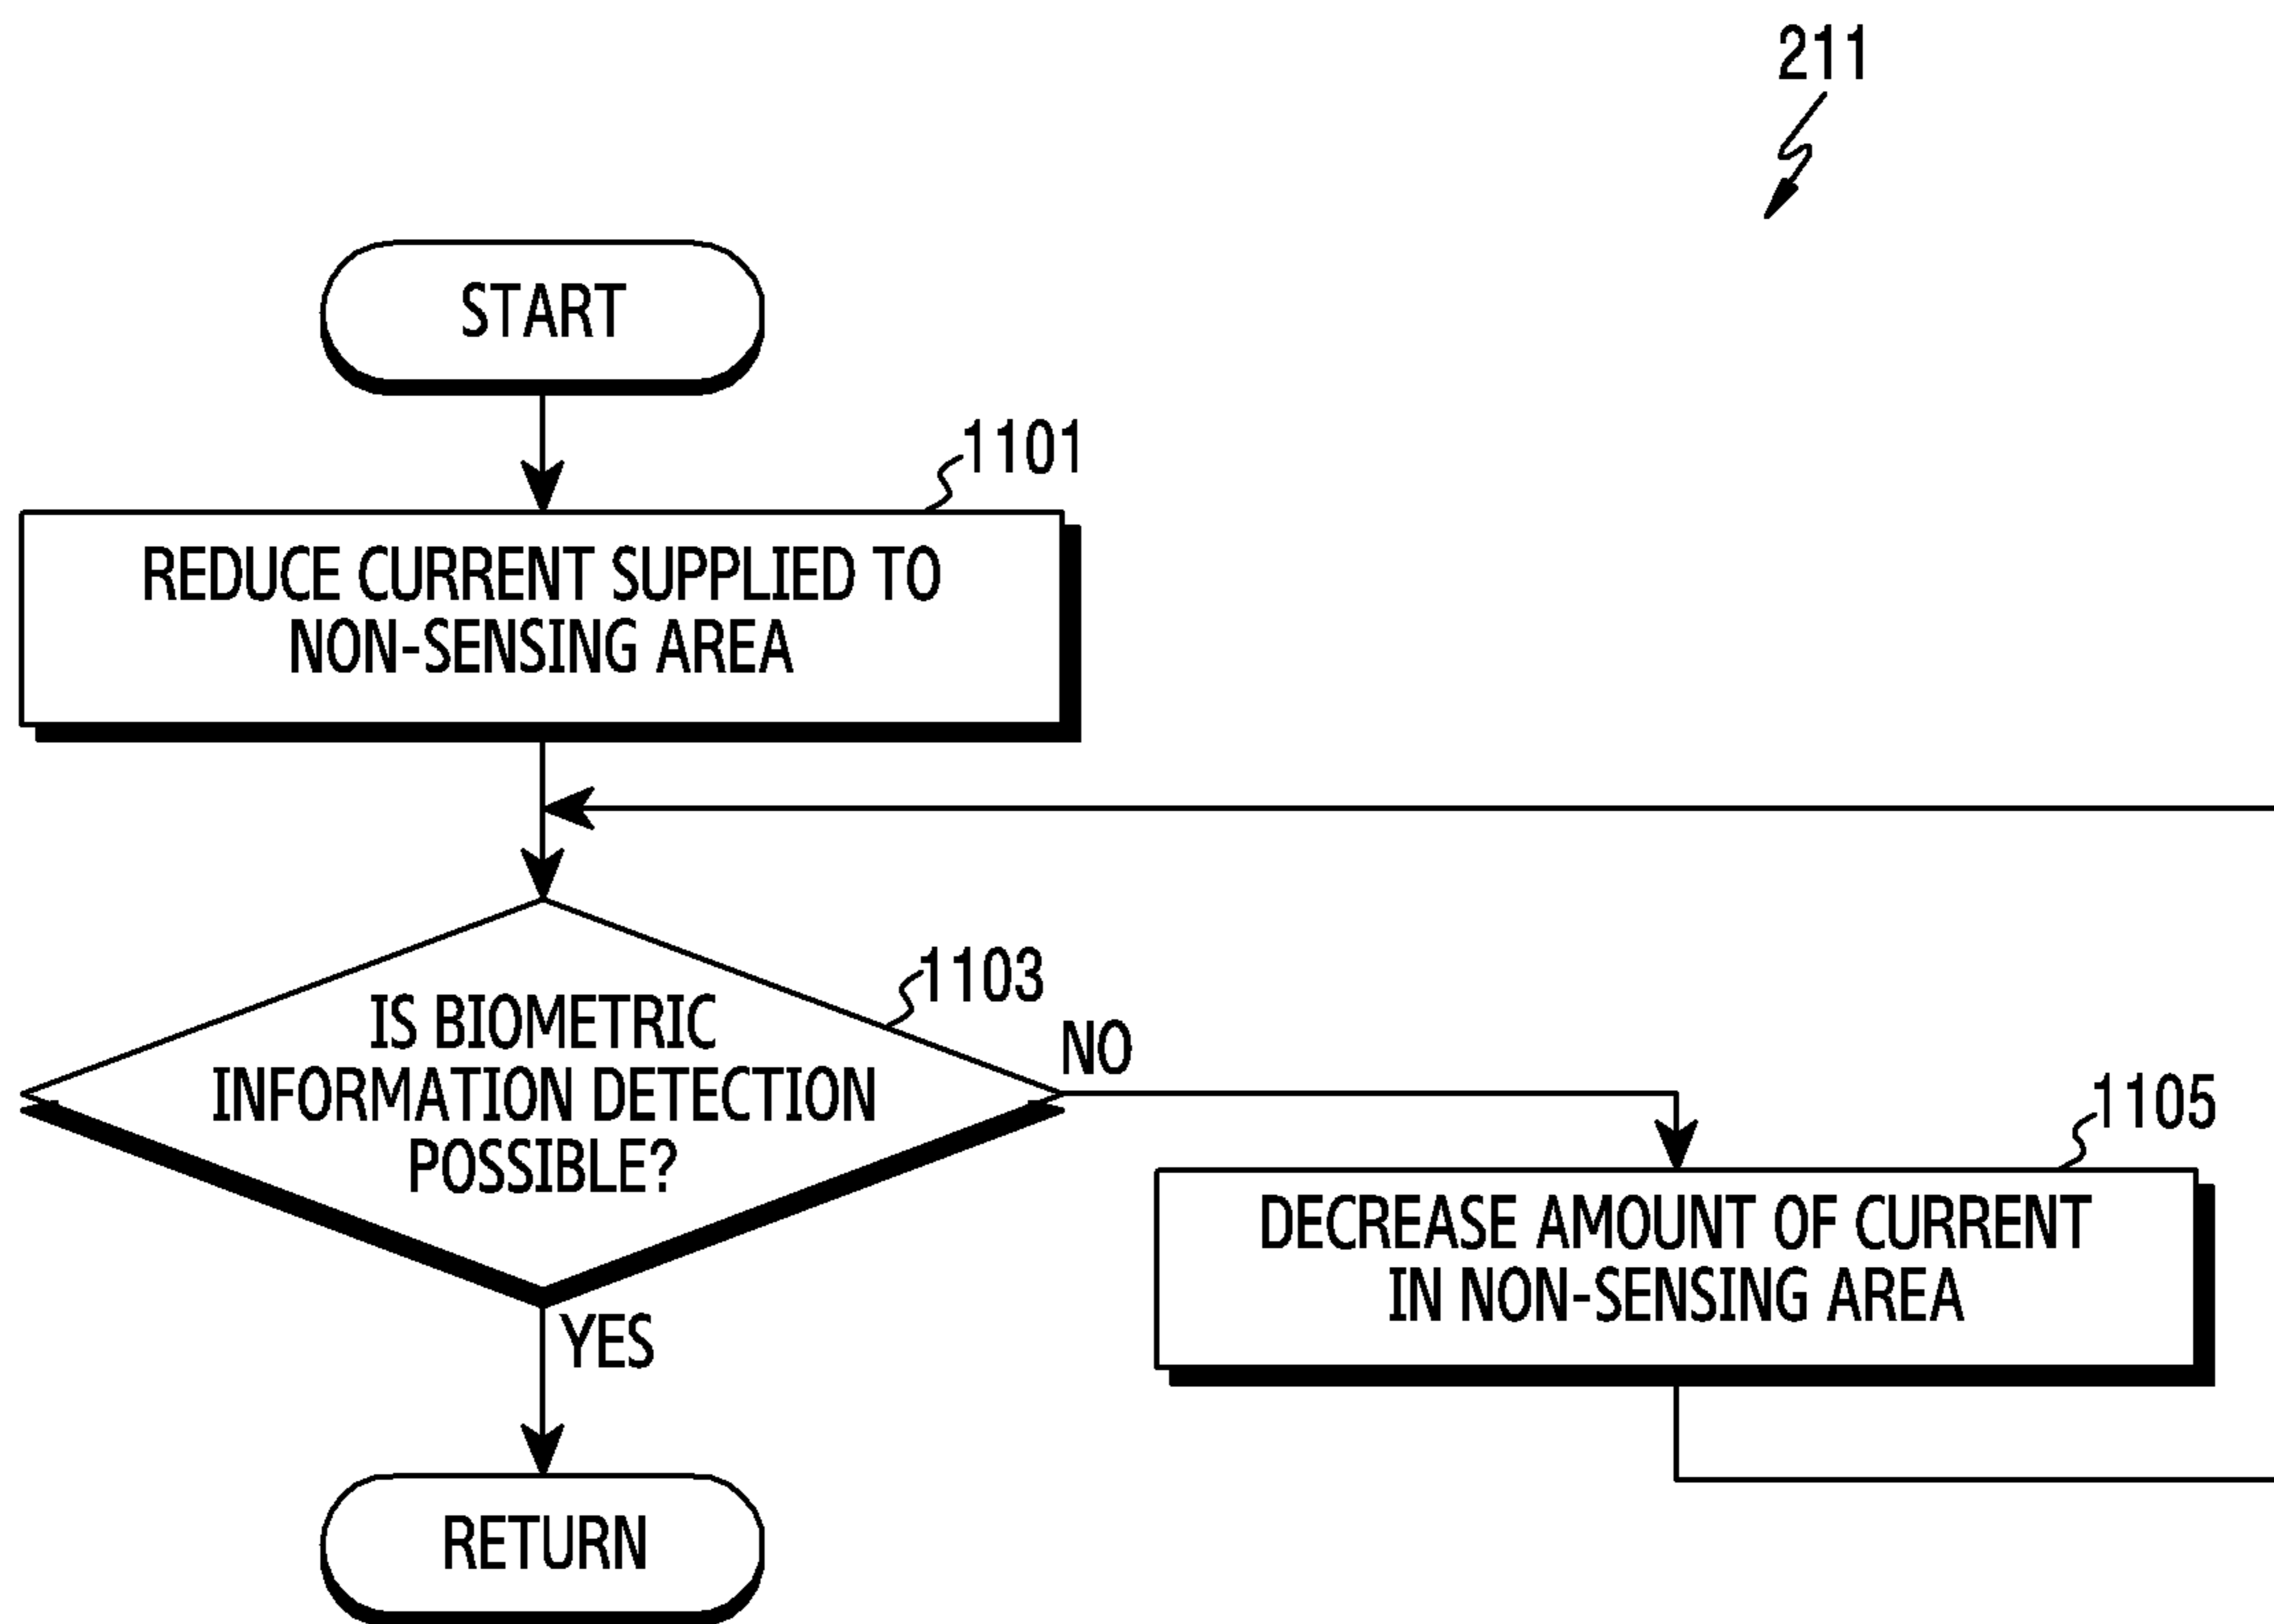 211
START
1101
REDUCE CURRENT SUPPLIED TO
NON-SENSING AREA
1103
IS BIOMETRIC
INFORMATION DETECTION
POSSIBLE?
NO
1105
DECREASE AMOUNT OF CURRENT
IN NON-SENSING AREA
YES
RETURN